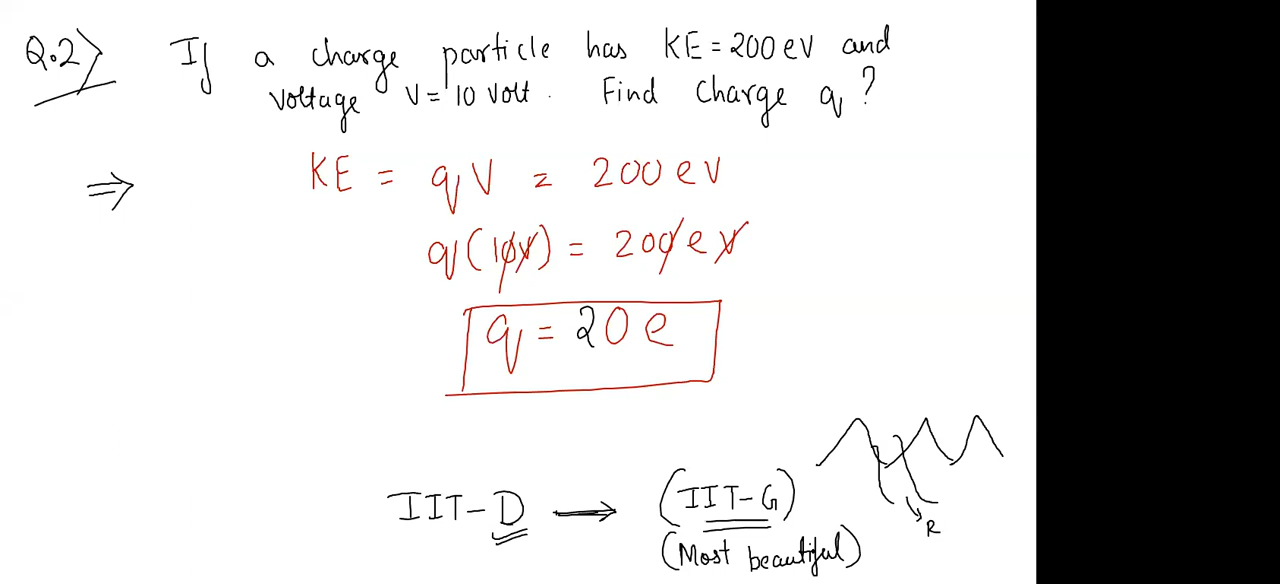 Q.2> If a charge particle has KE = 200 eV and
voltage V = 10 volt. Find charge q ?
⇒ KE = qV = 200 eV
q (10V) = 200 e V
q = 20 e
IIT-D → (IIT-G)
(Most beautiful)
R